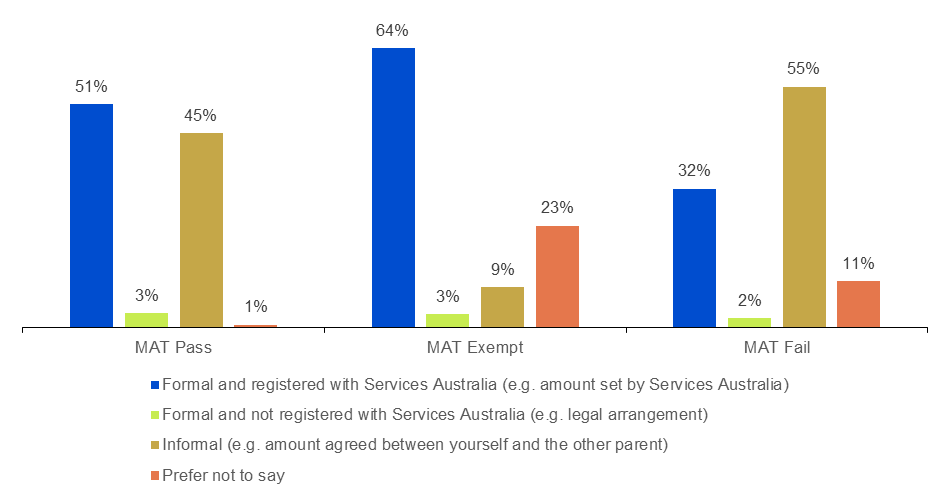 64%
55%
51%
45%
32%
23%
11%
9%
3%
3%
2%
1%
MAT Pass MAT Exempt MAT Fail
Formal and registered with Services Australia (e.g. amount set by Services Australia)
Formal and not registered with Services Australia (e.g. legal arrangement)
Informal (e.g. amount agreed between yourself and the other parent)
Prefer not to say